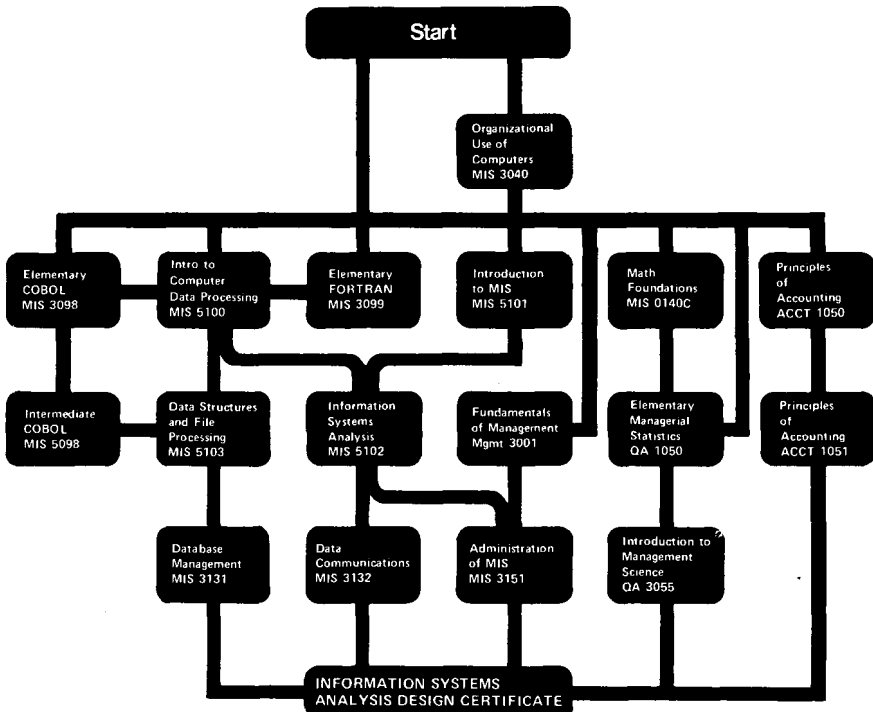 Start
Organizational
Use of
Computers
MIS 3040
Elementary
COBOL
MIS 3098
Intro to
Computer
Data Processing
MIS 5100
Elementary
FORTRAN
MIS 3099
Introduction
to MIS
MIS 5101
Math
Foundations
MIS 0140C
Principles
of
Accounting
ACCT 1050
Intermediate
COBOL
MIS 5098
Data Structures
and File
Processing
MIS 5103
Information
Systems
Analysis
MIS 5102
Fundamentals
of Management
Mgmt 3001
Elementary
Managerial
Statistics
QA 1050
Principles
of
Accounting
ACCT 1051
Database
Management
MIS 3131
Data
Communications
MIS 3132
Administration
of MIS
MIS 3151
Introduction to
Management
Science
QA 3055
INFORMATION SYSTEMS
ANALYSIS DESIGN CERTIFICATE